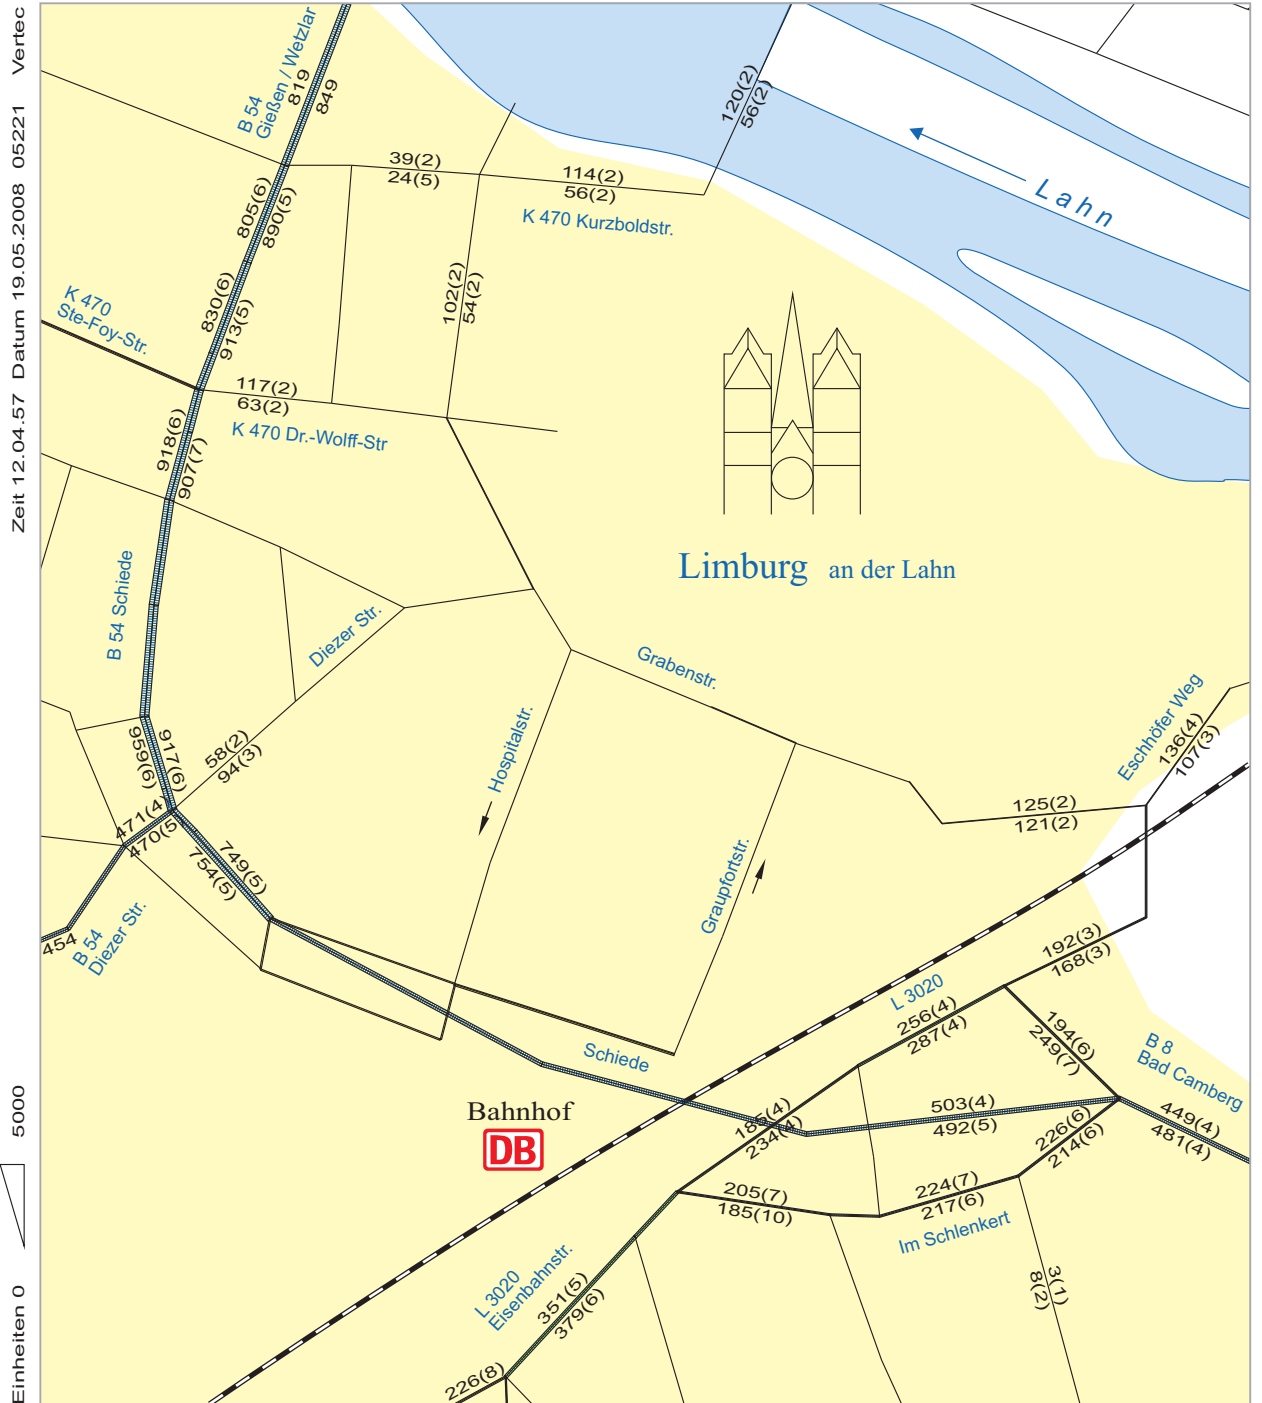 Zeit 12.04.57 Datum 19.05.2008 05221 Vertec
Einheiten 0 5000
B 54
Gießen / Wetzlar
819
849
120(2)
56(2)
Lahn
39(2)
24(5)
114(2)
56(2)
K 470 Kurzboldstr.
805(6)
890(5)
830(6)
913(5)
102(2)
54(2)
K 470
Ste-Foy-Str.
117(2)
63(2)
K 470 Dr.-Wolff-Str
918(6)
907(7)
Limburg an der Lahn
B 54 Schiede
Diezer Str.
Grabenstr.
Hospitalstr.
Eschhöfer Weg
136(4)
107(3)
917(6)
959(6)
58(2)
94(3)
125(2)
121(2)
471(4)
470(5
749(5)
754(5)
Graupfortstr.
454
B 54
Diezer Str.
192(3)
168(3)
L 3020
256(4)
287(4)
194(6)
249(7)
B 8
Bad Camberg
Schiede
Bahnhof
DB
185(4)
234(4)
503(4)
492(5)
449(4)
481(4)
226(6)
214(6)
205(7)
185(10)
224(7)
217(6)
Im Schlenkert
L 3020
Eisenbahnstr.
351(5)
379(6)
3(1)
8(2)
226(8)